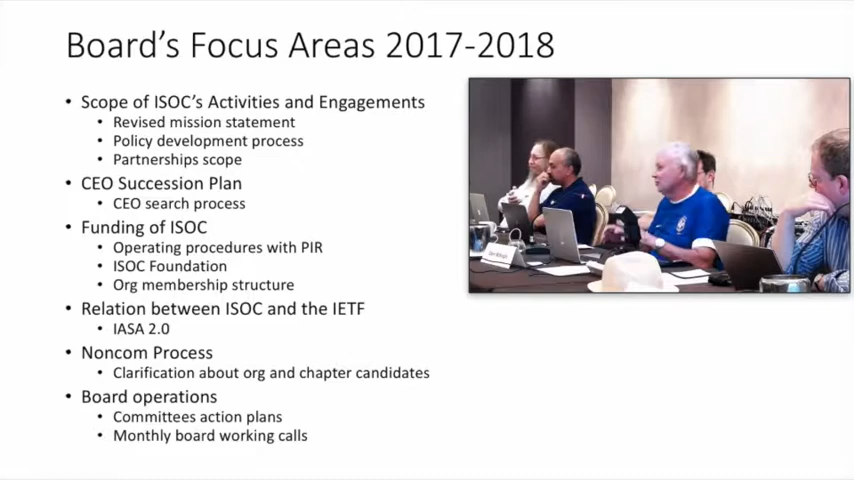 Board's Focus Areas 2017-2018
• Scope of ISOC's Activities and Engagements
• Revised mission statement
• Policy development process
• Partnerships scope
• CEO Succession Plan
• CEO search process
• Funding of ISOC
• Operating procedures with PIR
• ISOC Foundation
• Org membership structure
• Relation between ISOC and the IETF
• IASA 2.0
• Noncom Process
• Clarification about org and chapter candidates
• Board operations
• Committees action plans
• Monthly board working calls